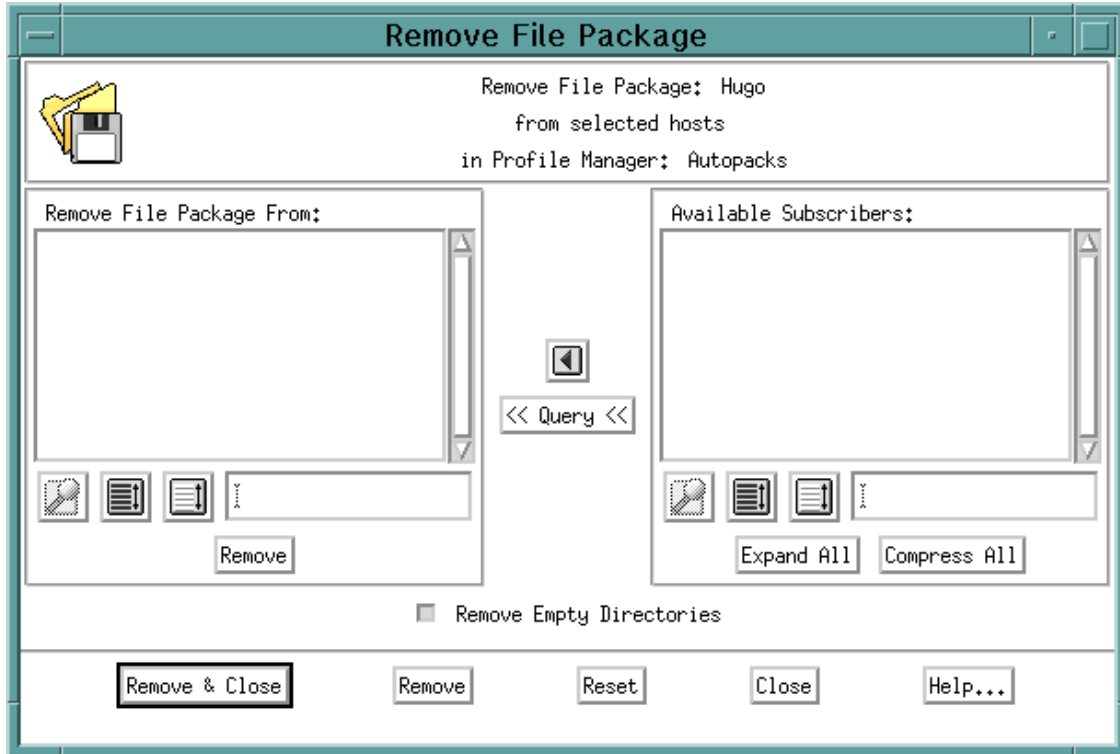 Remove File Package
Remove File Package: Hugo
from selected hosts
in Profile Manager: Autopacks
Remove File Package From:
Available Subscribers:
<< Query <<
Remove
Expand All
Compress All
Remove Empty Directories
Remove & Close
Remove
Reset
Close
Help...